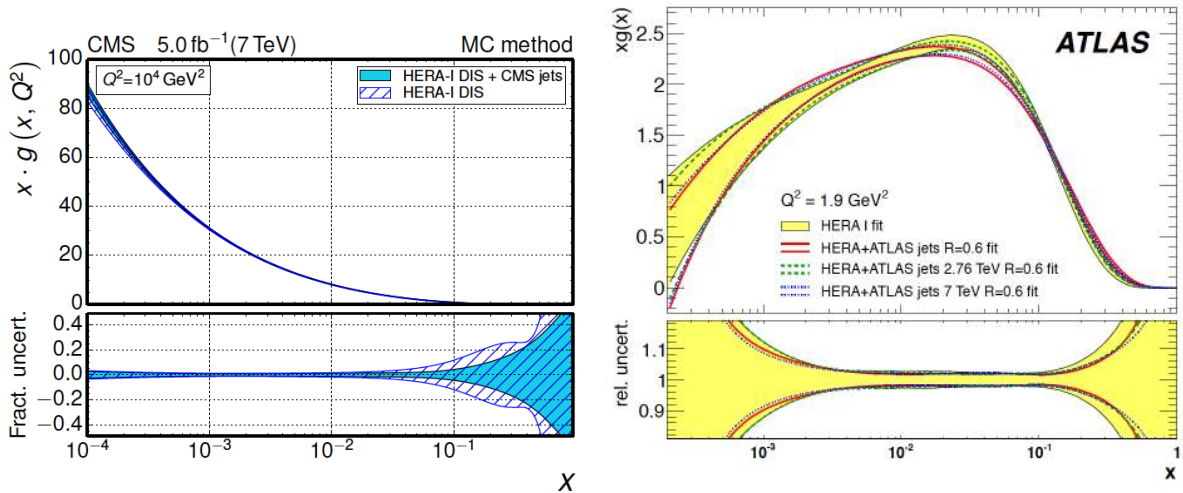 CMS 5.0 fb⁻¹(7 TeV) MC method
x · g (x, Q²)
100
80
60
40
20
0
Q²=10⁴ GeV²
HERA-I DIS + CMS jets
HERA-I DIS
Fract. uncert.
0.4
0.2
0.0
−0.2
−0.4
10⁻⁴ 10⁻³ 10⁻² 10⁻¹
x
xg(x)
2.5
2
1.5
1
0.5
0
ATLAS
Q² = 1.9 GeV²
HERA I fit
HERA+ATLAS jets R=0.6 fit
HERA+ATLAS jets 2.76 TeV R=0.6 fit
HERA+ATLAS jets 7 TeV R=0.6 fit
rel. uncert.
1.1
1
0.9
10⁻³ 10⁻² 10⁻¹ 1
x